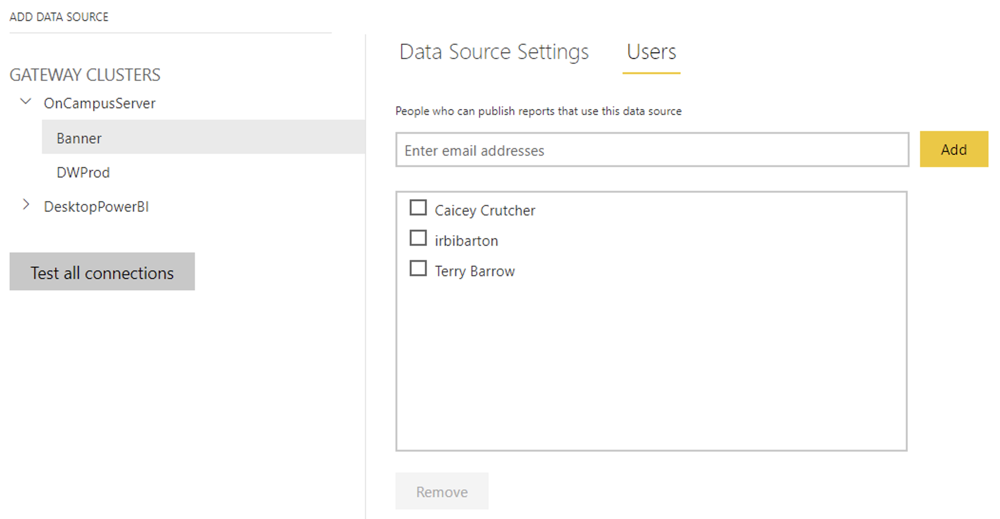 ADD DATA SOURCE
GATEWAY CLUSTERS
OnCampusServer
Banner
DWProd
DesktopPowerBI
Test all connections
Data Source Settings Users
People who can publish reports that use this data source
Enter email addresses Add
Caicey Crutcher
irbibarton
Terry Barrow
Remove